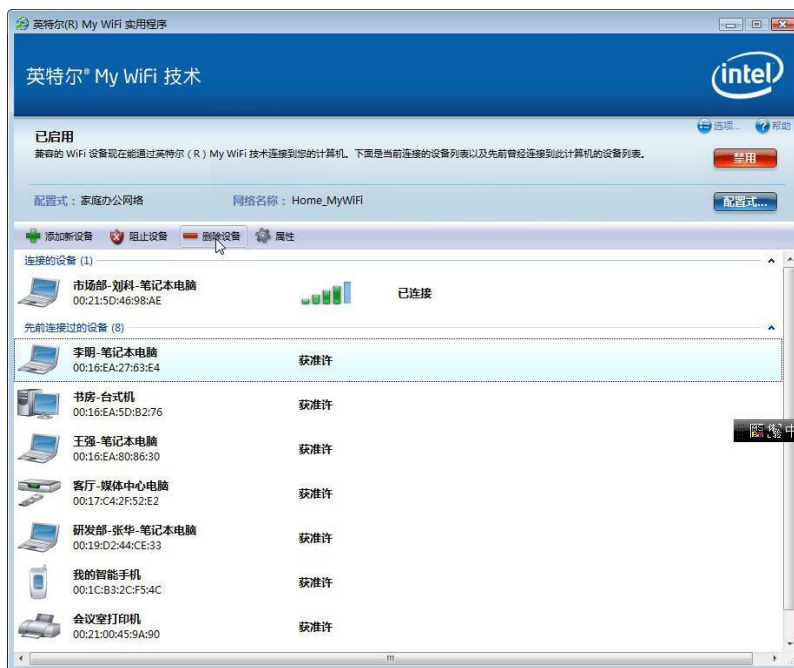 英特尔(R) My WiFi 实用程序
英特尔® My WiFi 技术
intel
选项... 帮助
已启用
兼容的 WiFi 设备现在能通过英特尔（R）My WiFi 技术连接到您的计算机。下面是当前连接的设备列表以及先前曾经连接到此计算机的设备列表。
禁用
配置式：家庭办公网络 网络名称：Home_MyWiFi 配置式...
添加新设备 阻止设备 删除设备 属性
连接的设备 (1)
市场部-刘科-笔记本电脑
00:21:5D:46:98:AE
已连接
先前连接过的设备 (8)
李明-笔记本电脑
00:16:EA:27:63:E4
获准许
书房-台式机
00:16:EA:5D:B2:76
获准许
王强-笔记本电脑
00:16:EA:80:86:30
获准许
客厅-媒体中心电脑
00:17:C4:2F:52:E2
获准许
研发部-张华-笔记本电脑
00:19:D2:44:CE:33
获准许
我的智能手机
00:1C:B3:2C:F5:4C
获准许
会议室打印机
00:21:00:45:9A:90
获准许